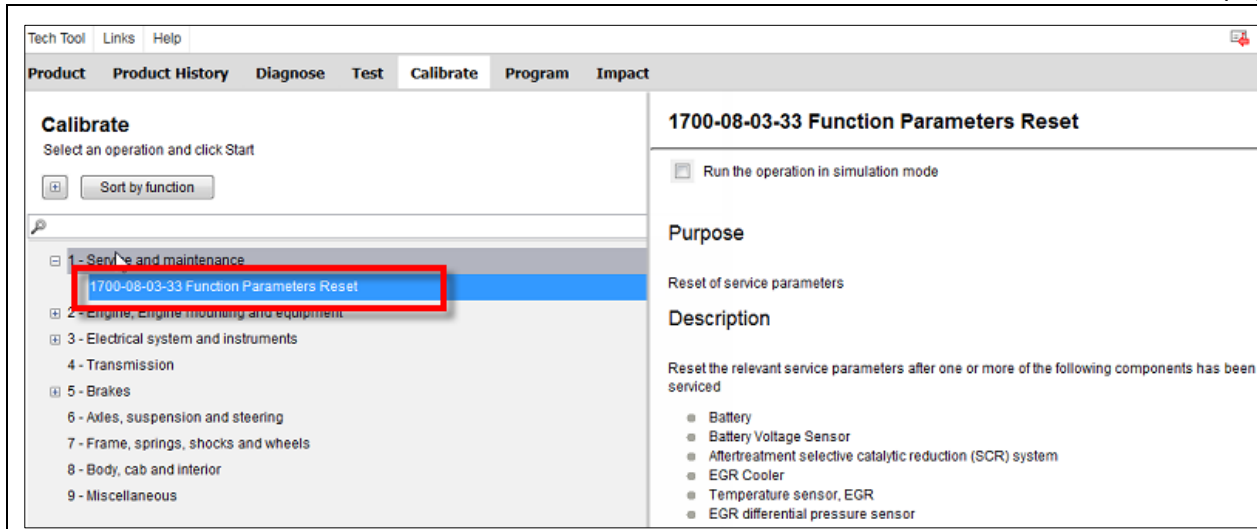 Tech Tool Links Help
Product Product History Diagnose Test Calibrate Program Impact
Calibrate
Select an operation and click Start
Sort by function
1 - Service and maintenance
1700-08-03-33 Function Parameters Reset
2 - Engine, Engine mounting and equipment
3 - Electrical system and instruments
4 - Transmission
5 - Brakes
6 - Axles, suspension and steering
7 - Frame, springs, shocks and wheels
8 - Body, cab and interior
9 - Miscellaneous
1700-08-03-33 Function Parameters Reset
Run the operation in simulation mode
Purpose
Reset of service parameters
Description
Reset the relevant service parameters after one or more of the following components has been
serviced
Battery
Battery Voltage Sensor
Aftertreatment selective catalytic reduction (SCR) system
EGR Cooler
Temperature sensor, EGR
EGR differential pressure sensor